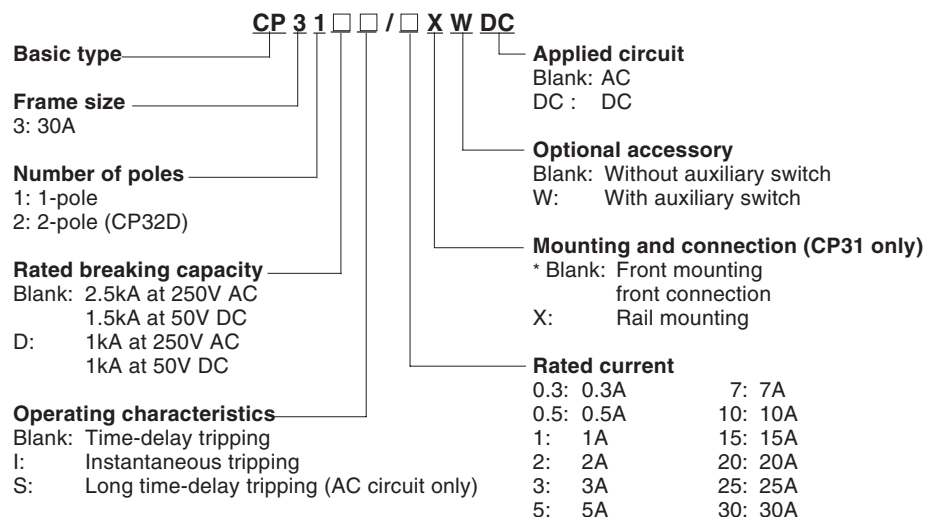 CP 3 1 □ □ / □ X W DC
Basic type
Frame size
3: 30A
Number of poles
1: 1-pole
2: 2-pole (CP32D)
Rated breaking capacity
Blank: 2.5kA at 250V AC
1.5kA at 50V DC
D: 1kA at 250V AC
1kA at 50V DC
Operating characteristics
Blank: Time-delay tripping
I: Instantaneous tripping
S: Long time-delay tripping (AC circuit only)
Applied circuit
Blank: AC
DC : DC
Optional accessory
Blank: Without auxiliary switch
W: With auxiliary switch
Mounting and connection (CP31 only)
* Blank: Front mounting
front connection
X: Rail mounting
Rated current
0.3: 0.3A 7: 7A
0.5: 0.5A 10: 10A
1: 1A 15: 15A
2: 2A 20: 20A
3: 3A 25: 25A
5: 5A 30: 30A